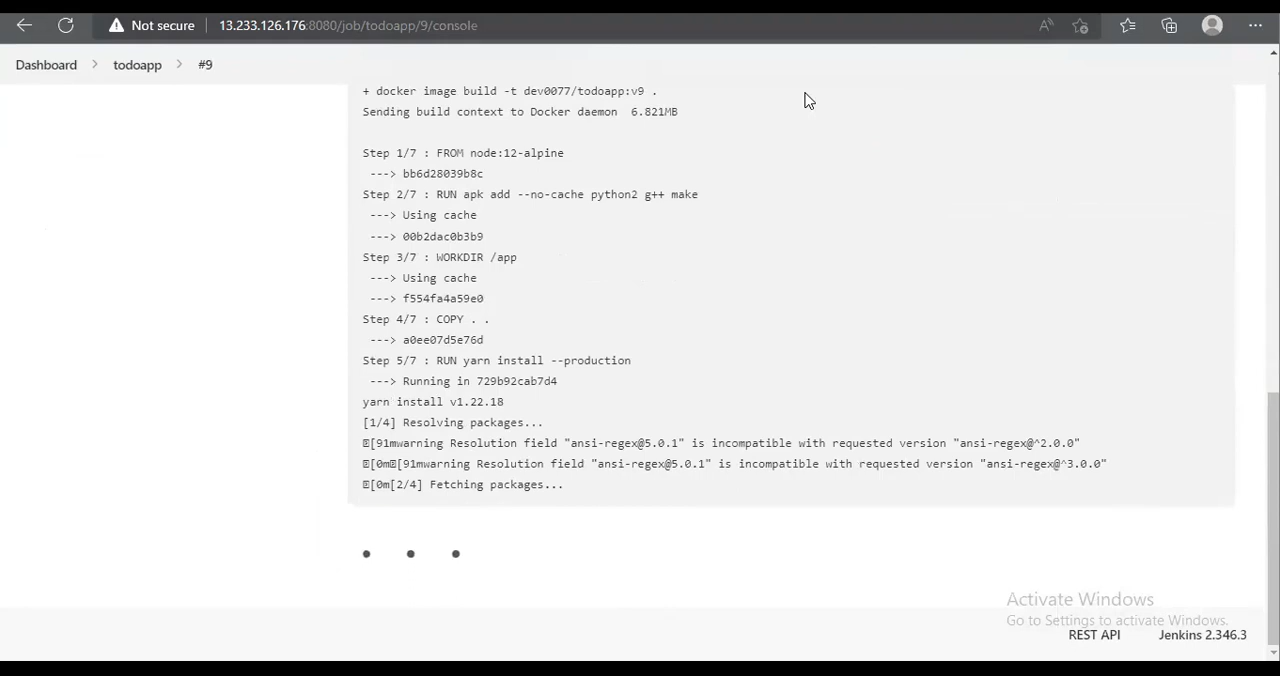 Not secure 13.233.126.176:8080/job/todoapp/9/console
Dashboard > todoapp > #9
+ docker image build -t dev0077/todoapp:v9 .
Sending build context to Docker daemon  6.821MB
Step 1/7 : FROM node:12-alpine
---> bb6d28039b8c
Step 2/7 : RUN apk add --no-cache python2 g++ make
---> Using cache
---> 00b2dac0b3b9
Step 3/7 : WORKDIR /app
---> Using cache
---> f554fa4a59e0
Step 4/7 : COPY . .
---> a0ee07d5e76d
Step 5/7 : RUN yarn install --production
---> Running in 729b92cab7d4
yarn install v1.22.18
[1/4] Resolving packages...
[91mwarning Resolution field "ansi-regex@5.0.1" is incompatible with requested version "ansi-regex@^2.0.0"
[0m[91mwarning Resolution field "ansi-regex@5.0.1" is incompatible with requested version "ansi-regex@^3.0.0"
[0m[2/4] Fetching packages...
Activate Windows
Go to Settings to activate Windows.
REST API Jenkins 2.346.3